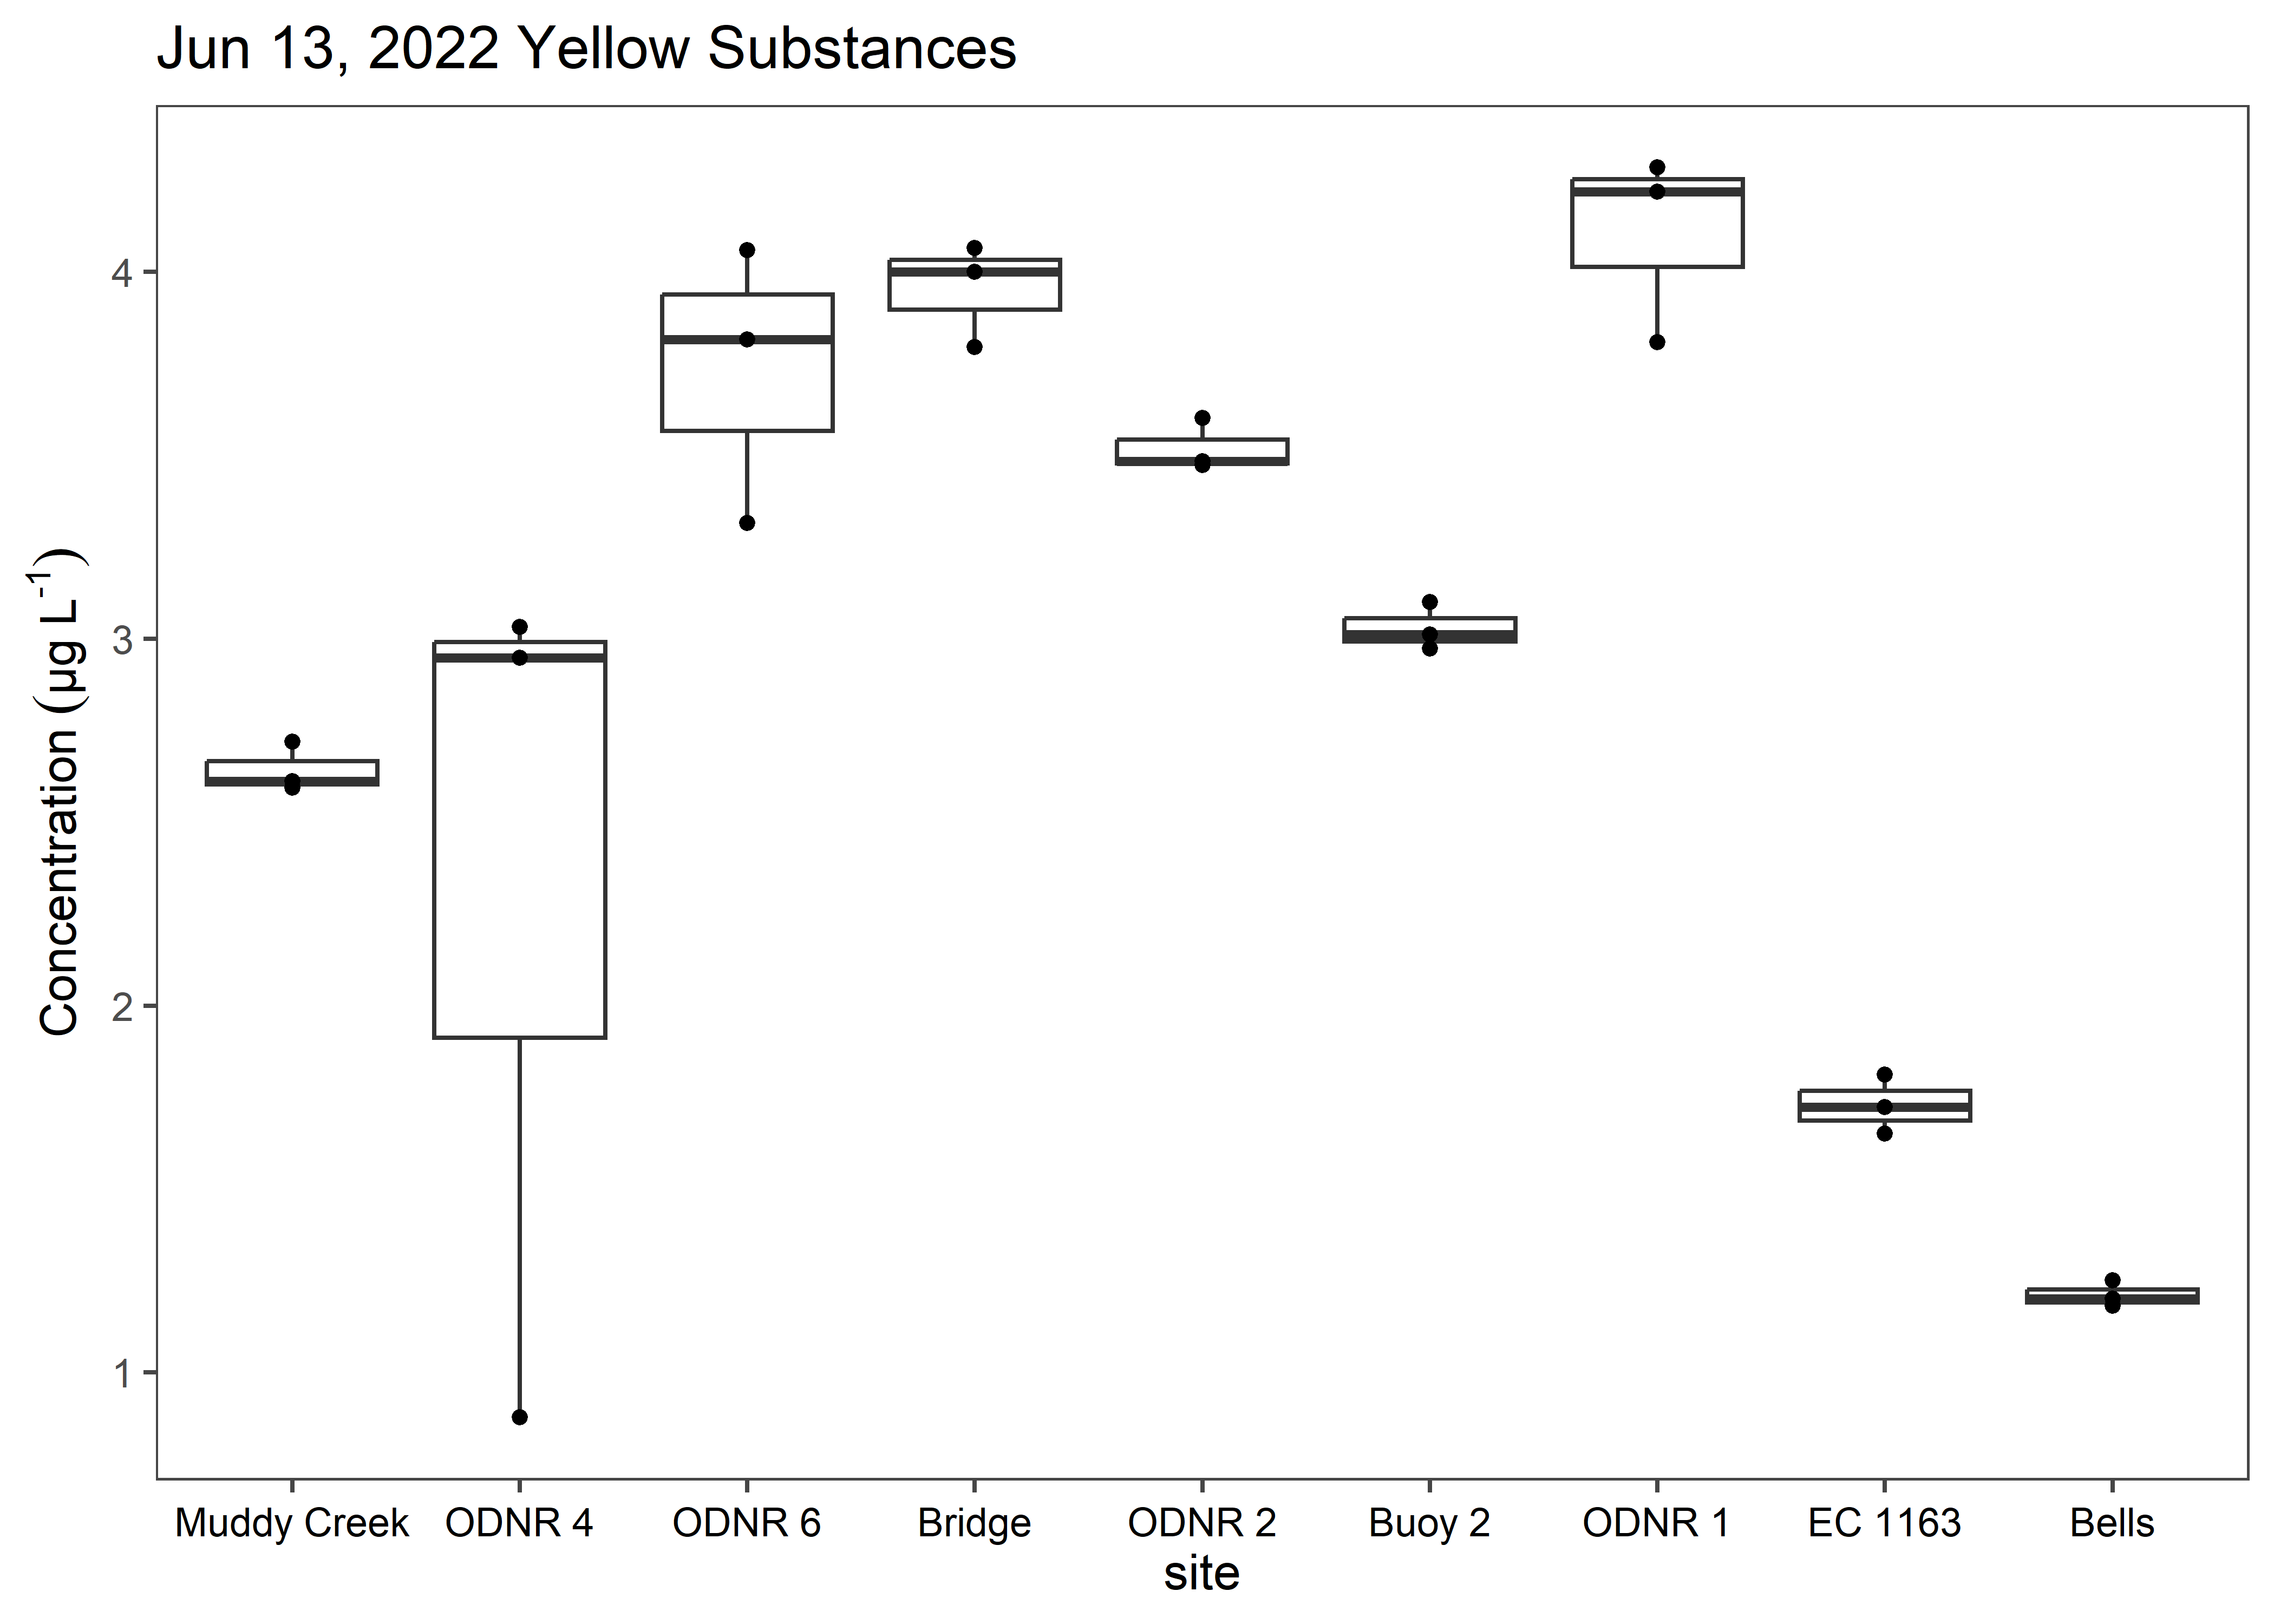 Jun 13, 2022 Yellow Substances
Concentration (µg L⁻¹)
4
3
2
1
Muddy Creek ODNR 4 ODNR 6 Bridge ODNR 2 Buoy 2 ODNR 1 EC 1163 Bells
site